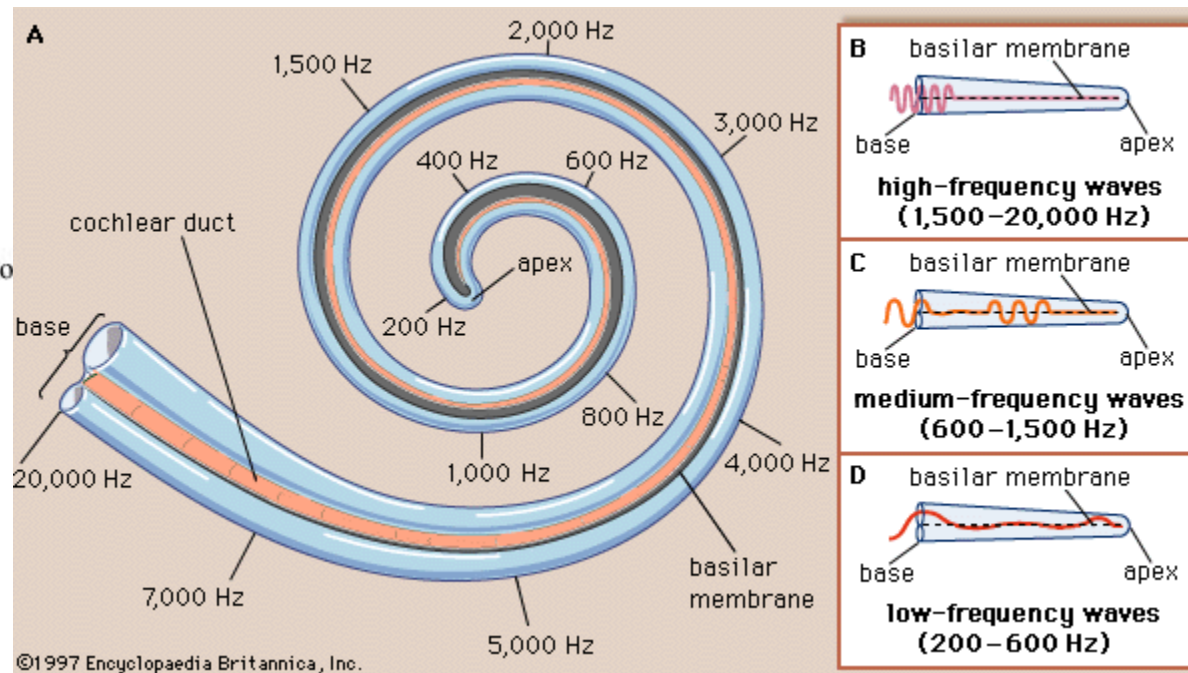 A
2,000 Hz
1,500 Hz
3,000 Hz
400 Hz
600 Hz
cochlear duct
apex
200 Hz
base
800 Hz
1,000 Hz
4,000 Hz
20,000 Hz
basilar
membrane
7,000 Hz
5,000 Hz
©1997 Encyclopaedia Britannica, Inc.
B
basilar membrane
base
apex
high-frequency waves
(1,500–20,000 Hz)
C
basilar membrane
base
apex
medium-frequency waves
(600–1,500 Hz)
D
basilar membrane
base
apex
low-frequency waves
(200–600 Hz)